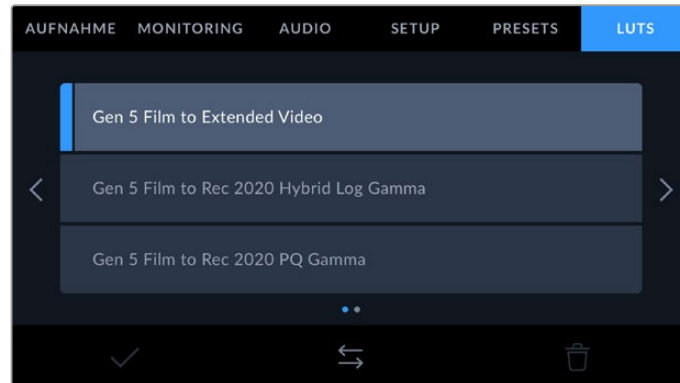 AUFNAHME MONITORING AUDIO SETUP PRESETS LUTS
Gen 5 Film to Extended Video
Gen 5 Film to Rec 2020 Hybrid Log Gamma
Gen 5 Film to Rec 2020 PQ Gamma